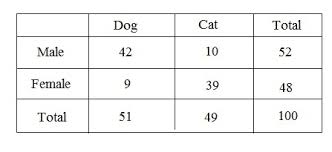 Dog Cat Total
Male 42 10 52
Female 9 39 48
Total 51 49 100